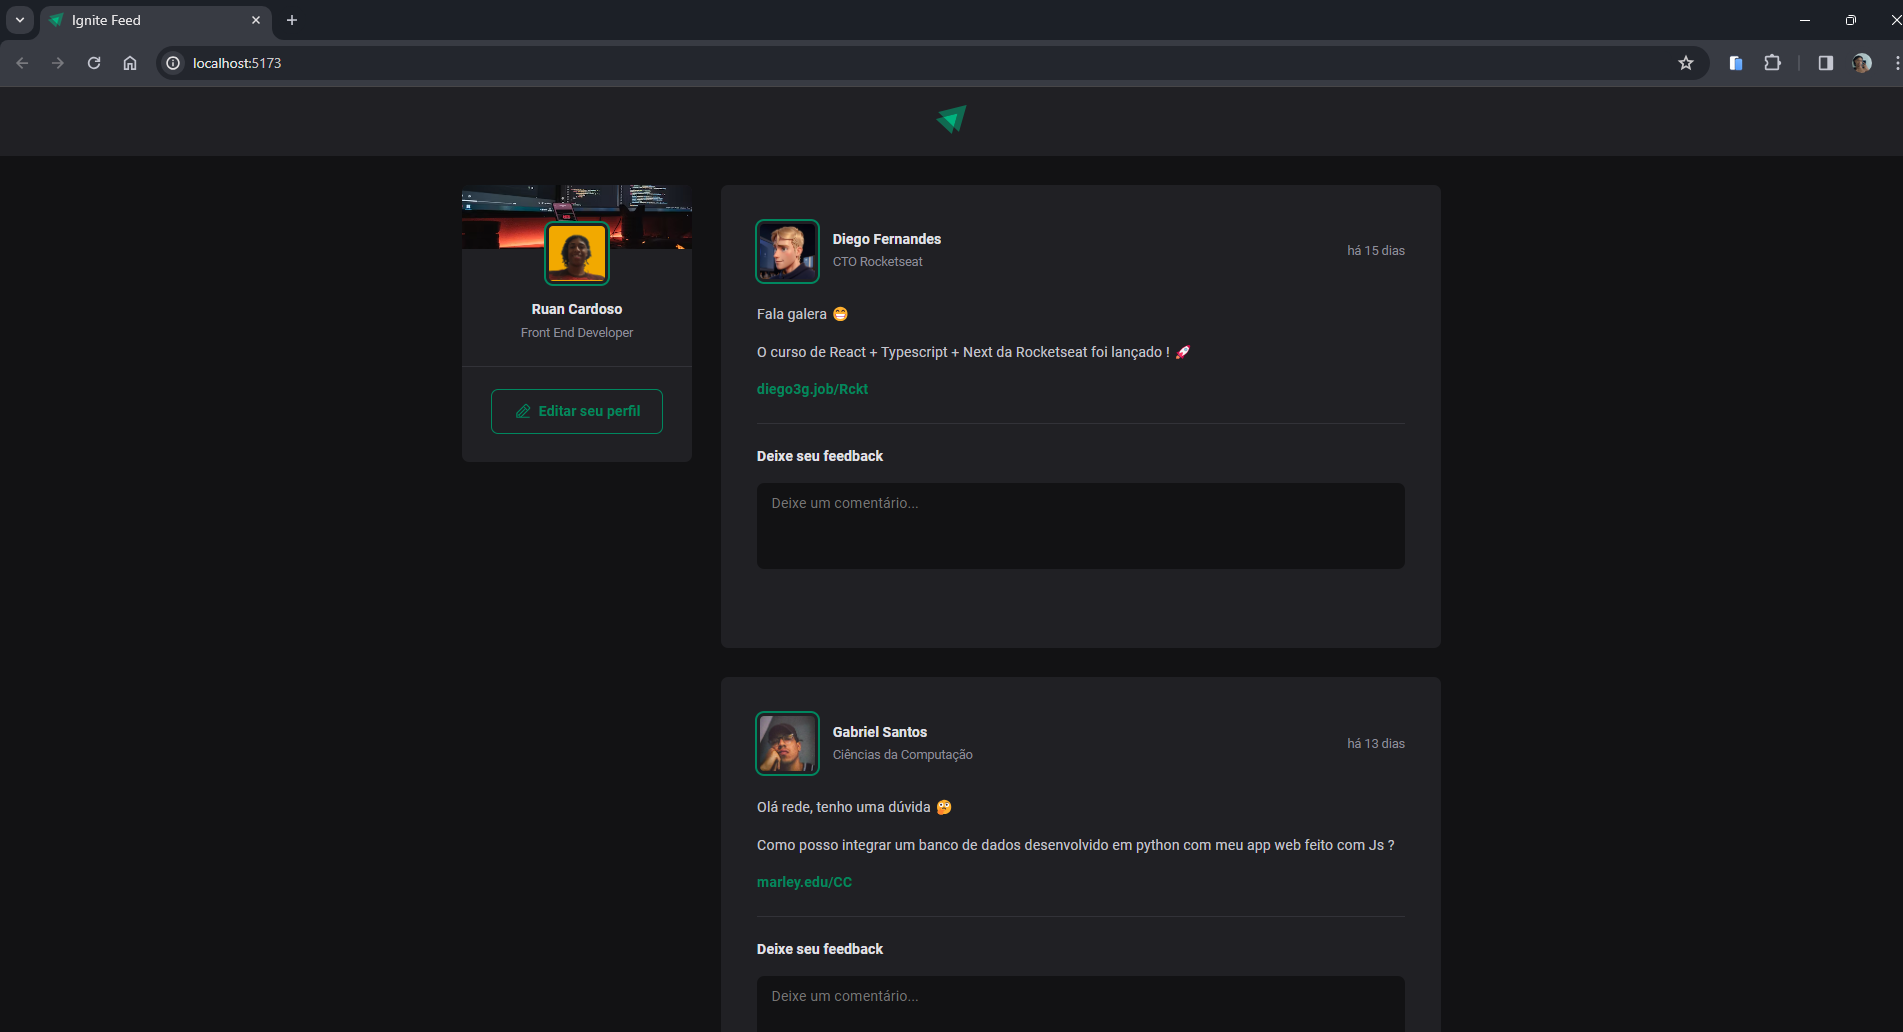 Ignite Feed
localhost:5173
Ruan Cardoso
Front End Developer
Editar seu perfil
Diego Fernandes
CTO Rocketseat
há 15 dias
Fala galera 😁
O curso de React + Typescript + Next da Rocketseat foi lançado ! 🚀
diego3g.job/Rckt
Deixe seu feedback
Deixe um comentário...
Gabriel Santos
Ciências da Computação
há 13 dias
Olá rede, tenho uma dúvida 🤔
Como posso integrar um banco de dados desenvolvido em python com meu app web feito com Js ?
marley.edu/CC
Deixe seu feedback
Deixe um comentário...